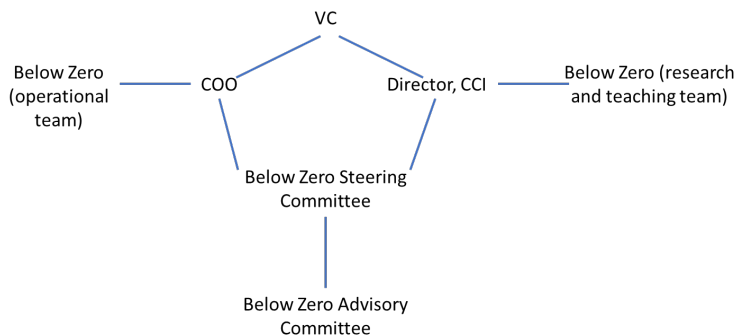 VC
Below Zero
(operational
team)
COO
Director, CCI
Below Zero (research
and teaching team)
Below Zero Steering
Committee
Below Zero Advisory
Committee